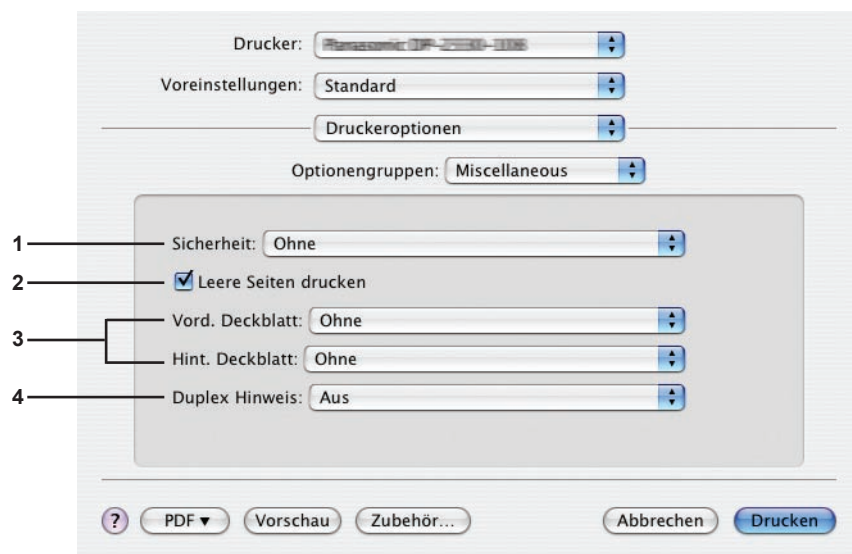 Drucker:
Voreinstellungen: Standard
Druckeroptionen
Optionengruppen: Miscellaneous
1 Sicherheit: Ohne
2 Leere Seiten drucken
3 Vord. Deckblatt: Ohne
Hint. Deckblatt: Ohne
4 Duplex Hinweis: Aus
? PDF ▼ Vorschau Zubehör... Abbrechen Drucken